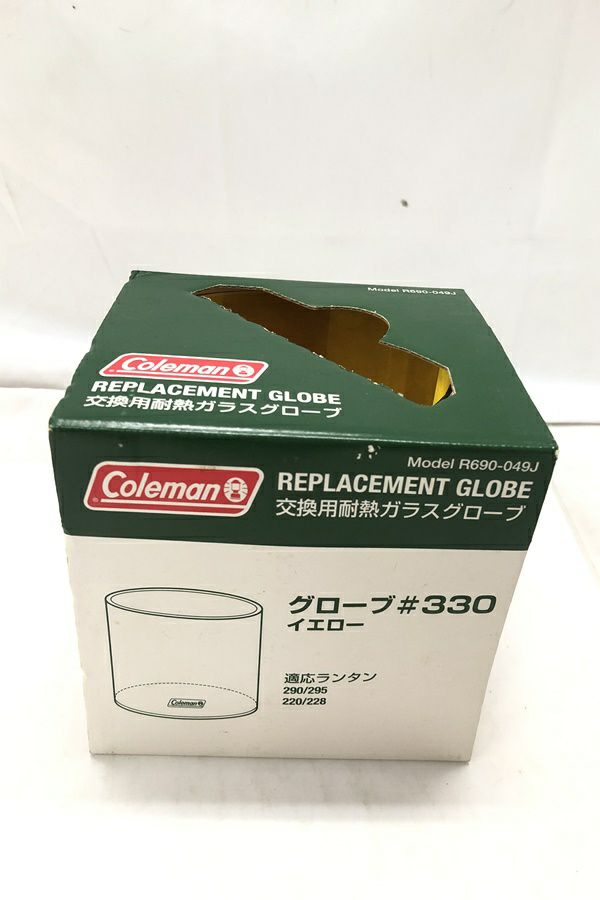 Model R690-049J
Coleman
REPLACEMENT GLOBE
交換用耐熱ガラスグローブ
Model R690-049J
Coleman
REPLACEMENT GLOBE
交換用耐熱ガラスグローブ
グローブ#330
イエロー
Coleman
適応ランタン
290/295
220/228